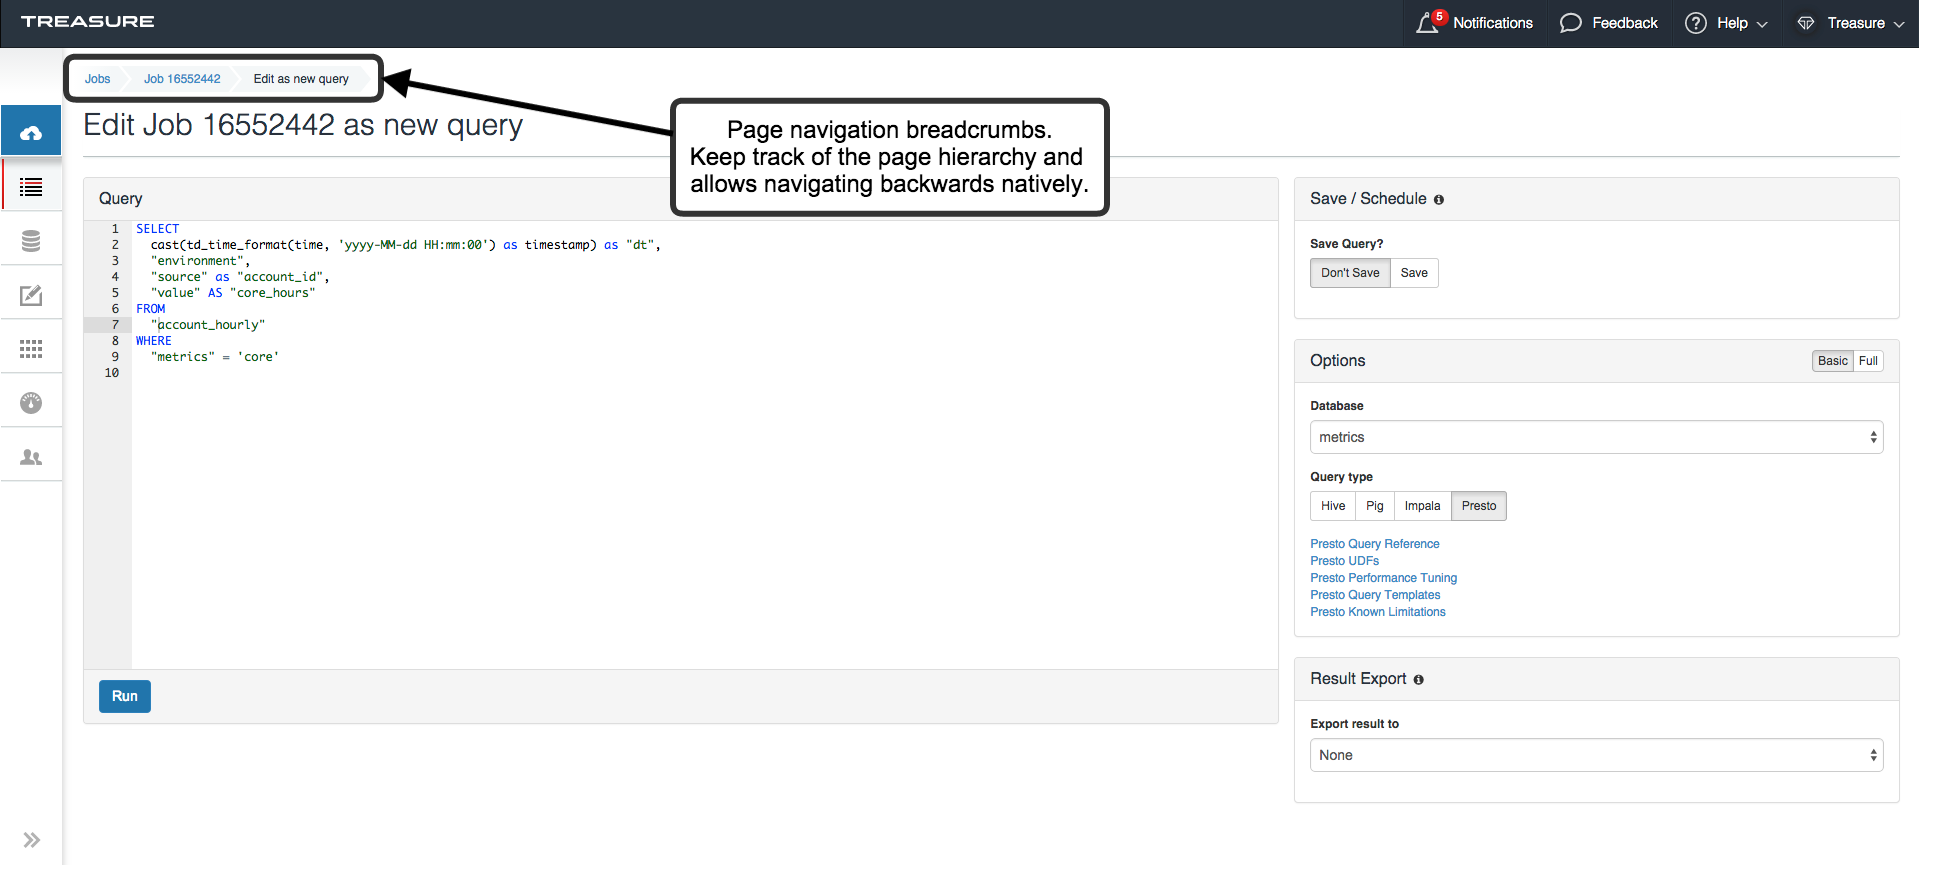 TREASURE
5 Notifications
Feedback
Help
Treasure
Jobs
Job 16552442
Edit as new query
Edit Job 16552442 as new query
Page navigation breadcrumbs.
Keep track of the page hierarchy and
allows navigating backwards natively.
Query
1 SELECT
2 cast(td_time_format(time, 'yyyy-MM-dd HH:mm:00') as timestamp) as "dt",
3 "environment",
4 "source" as "account_id",
5 "value" AS "core_hours"
6 FROM
7 "account_hourly"
8 WHERE
9 "metrics" = 'core'
10
Run
Save / Schedule
Save Query?
Don't Save Save
Options
Basic Full
Database
metrics
Query type
Hive Pig Impala Presto
Presto Query Reference
Presto UDFs
Presto Performance Tuning
Presto Query Templates
Presto Known Limitations
Result Export
Export result to
None